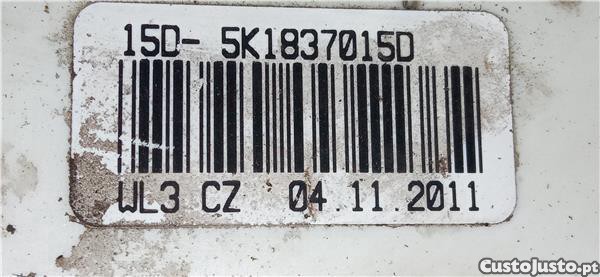 15D- 5K1837015D
WL3 CZ 04.11.2011
CustoJusto.pt